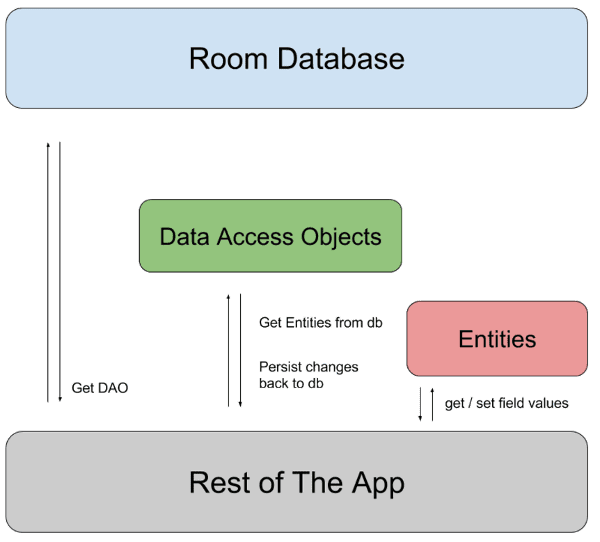 Room Database
Data Access Objects
Get Entities from db
Persist changes
back to db
Get DAO
Entities
get / set field values
Rest of The App